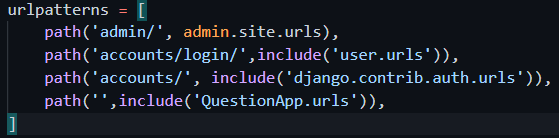 urlpatterns = [
    path('admin/', admin.site.urls),
    path('accounts/login/',include('user.urls')),
    path('accounts/', include('django.contrib.auth.urls')),
    path('',include('QuestionApp.urls')),
]